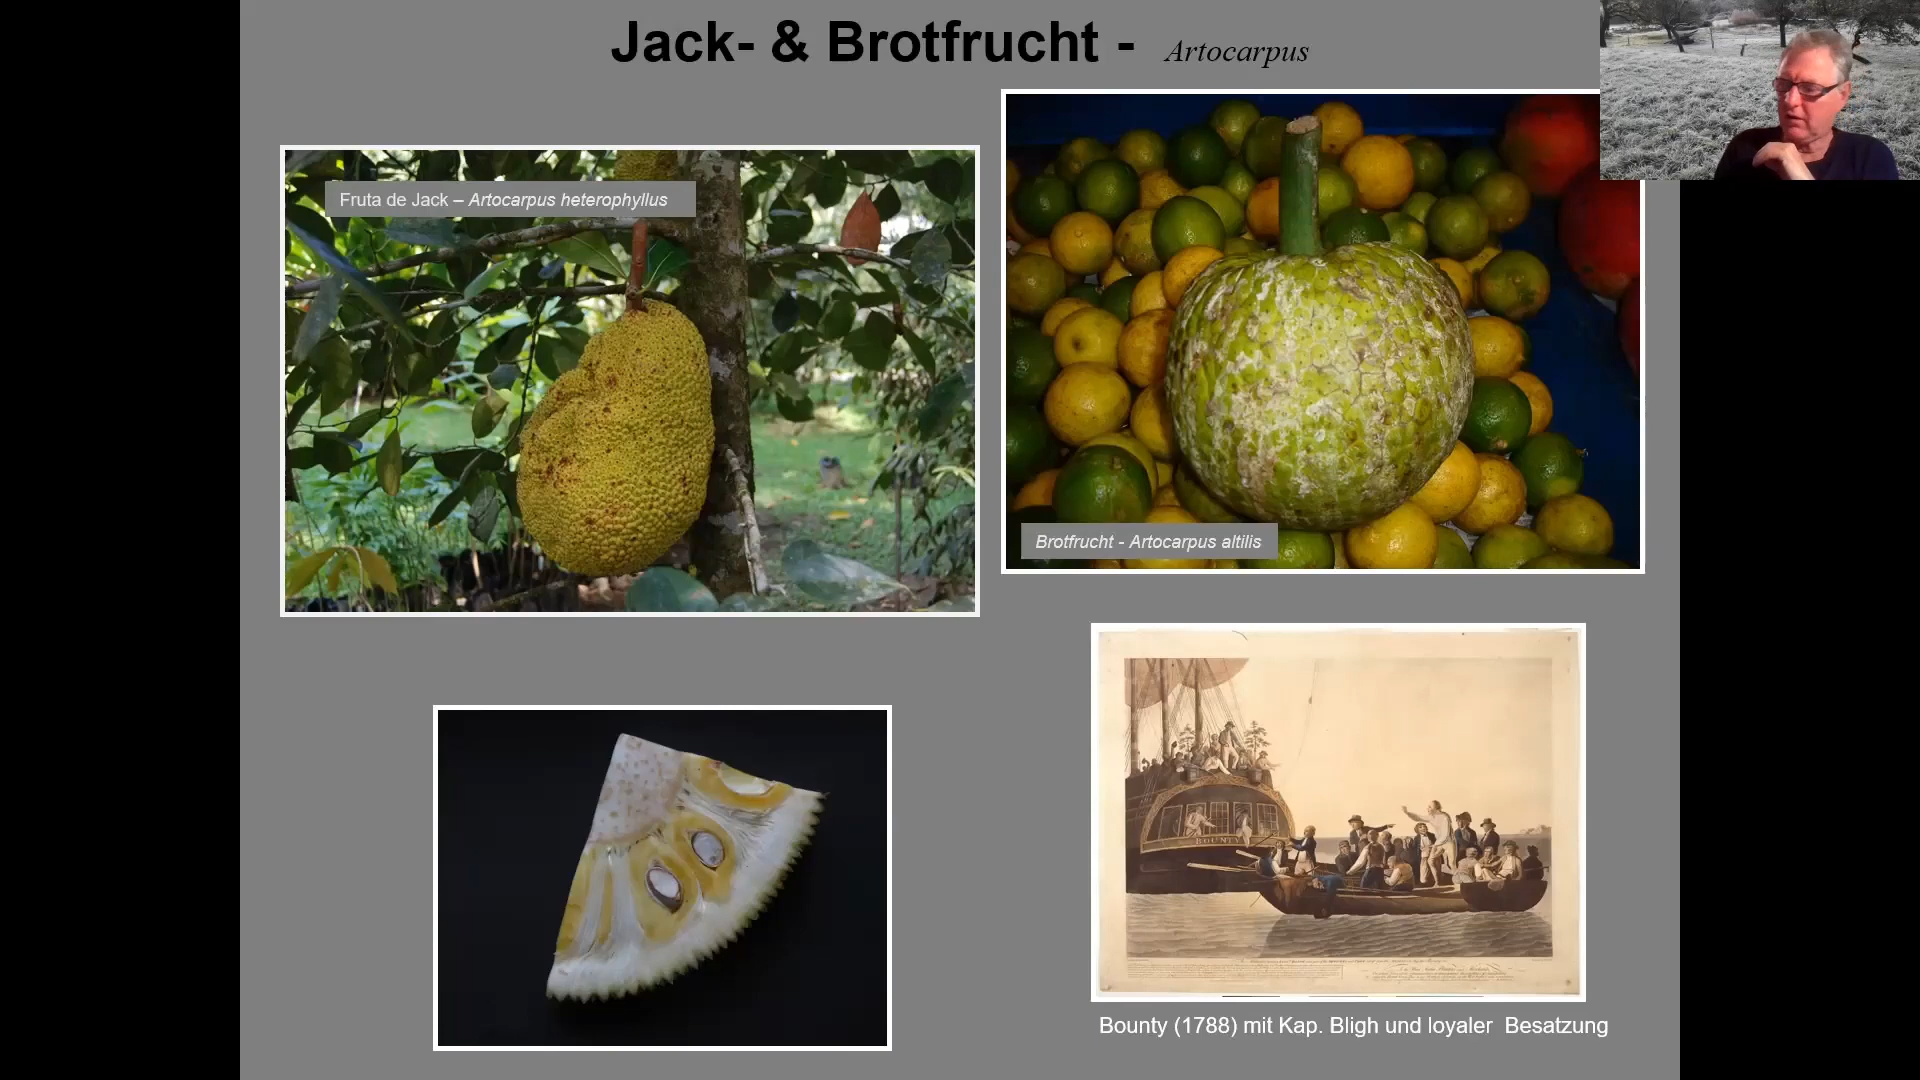 Jack- & Brotfrucht - Artocarpus
Fruta de Jack – Artocarpus heterophyllus
Brotfrucht - Artocarpus altilis
BOUNTY
Bounty (1788) mit Kap. Bligh und loyaler Besatzung